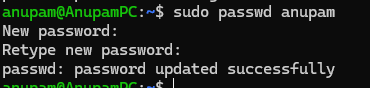 anupam@AnupamPC:~$ sudo passwd anupam
New password:
Retype new password:
passwd: password updated successfully
anupam@AnupamPC:~$